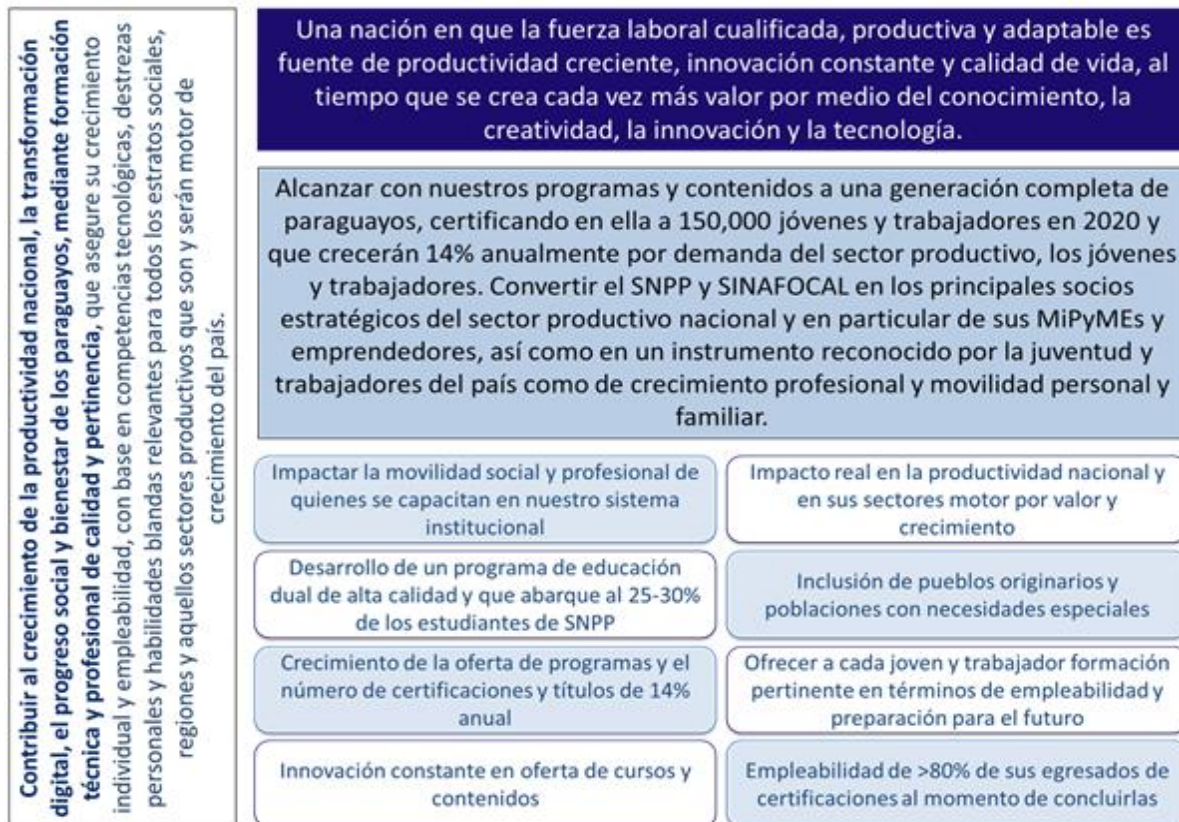 Contribuir al crecimiento de la productividad nacional, la transformación
digital, el progreso social y bienestar de los paraguayos, mediante formación
técnica y profesional de calidad y pertinencia, que asegure su crecimiento
individual y empleabilidad, con base en competencias tecnológicas, destrezas
personales y habilidades blandas relevantes para todos los estratos sociales,
regiones y aquellos sectores productivos que son y serán motor de
crecimiento del país.
Una nación en que la fuerza laboral cualificada, productiva y adaptable es
fuente de productividad creciente, innovación constante y calidad de vida, al
tiempo que se crea cada vez más valor por medio del conocimiento, la
creatividad, la innovación y la tecnología.
Alcanzar con nuestros programas y contenidos a una generación completa de
paraguayos, certificando en ella a 150,000 jóvenes y trabajadores en 2020 y
que crecerán 14% anualmente por demanda del sector productivo, los jóvenes
y trabajadores. Convertir el SNPP y SINAFOCAL en los principales socios
estratégicos del sector productivo nacional y en particular de sus MiPyMEs y
emprendedores, así como en un instrumento reconocido por la juventud y
trabajadores del país como de crecimiento profesional y movilidad personal y
familiar.
Impactar la movilidad social y profesional de
quienes se capacitan en nuestro sistema
institucional
Impacto real en la productividad nacional y
en sus sectores motor por valor y
crecimiento
Desarrollo de un programa de educación
dual de alta calidad y que abarque al 25-30%
de los estudiantes de SNPP
Inclusión de pueblos originarios y
poblaciones con necesidades especiales
Crecimiento de la oferta de programas y el
número de certificaciones y títulos de 14%
anual
Ofrecer a cada joven y trabajador formación
pertinente en términos de empleabilidad y
preparación para el futuro
Innovación constante en oferta de cursos y
contenidos
Empleabilidad de >80% de sus egresados de
certificaciones al momento de concluirlas